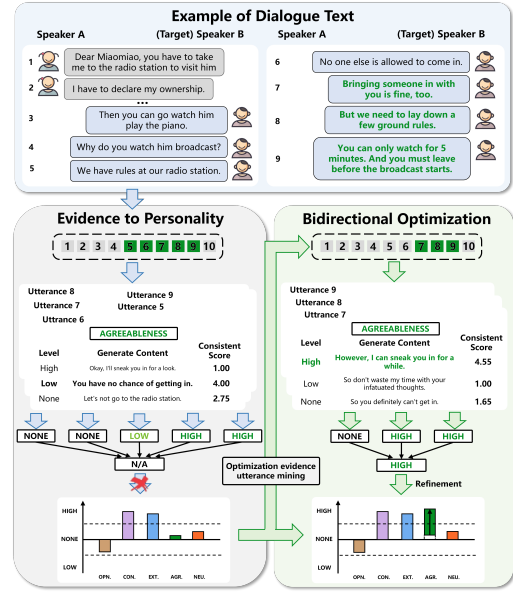 Example of Dialogue Text
Speaker A
(Target) Speaker B
1
Dear Miaomiao, you have to take
me to the radio station to visit him
2
I have to declare my ownership.
...
3
Then you can go watch him
play the piano.
4
Why do you watch him broadcast?
5
We have rules at our radio station.
Speaker A
(Target) Speaker B
6
No one else is allowed to come in.
7
Bringing someone in with
you is fine, too.
8
But we need to lay down a
few ground rules.
9
You can only watch for 5
minutes. And you must leave
before the broadcast starts.
Evidence to Personality
1 2 3 4 5 6 7 8 9 10
Utterance 8
Utterance 9
Utterance 7
Utterance 5
Uttrance 6
AGREEABLENESS
Level
Generate Content
Consistent
Score
High
Okay, I'll sneak you in for a look.
1.00
Low
You have no chance of getting in.
4.00
None
Let's not go to the radio station.
2.75
NONE
NONE
LOW
HIGH
HIGH
N/A
HIGH
NONE
LOW
OPN.
CON.
EXT.
AGR.
NEU.
Optimization evidence
utterance mining
Bidirectional Optimization
1 2 3 4 5 6 7 8 9 10
Utterance 9
Utterance 8
Utterance 7
AGREEABLENESS
Level
Generate Content
Consistent
Score
High
However, I can sneak you in for a
while.
4.55
Low
So don't waste my time with your
infatuated thoughts.
1.00
None
So you definitely can't get in.
1.65
NONE
HIGH
HIGH
HIGH
Refinement
HIGH
NONE
LOW
OPN.
CON.
EXT.
AGR.
NEU.